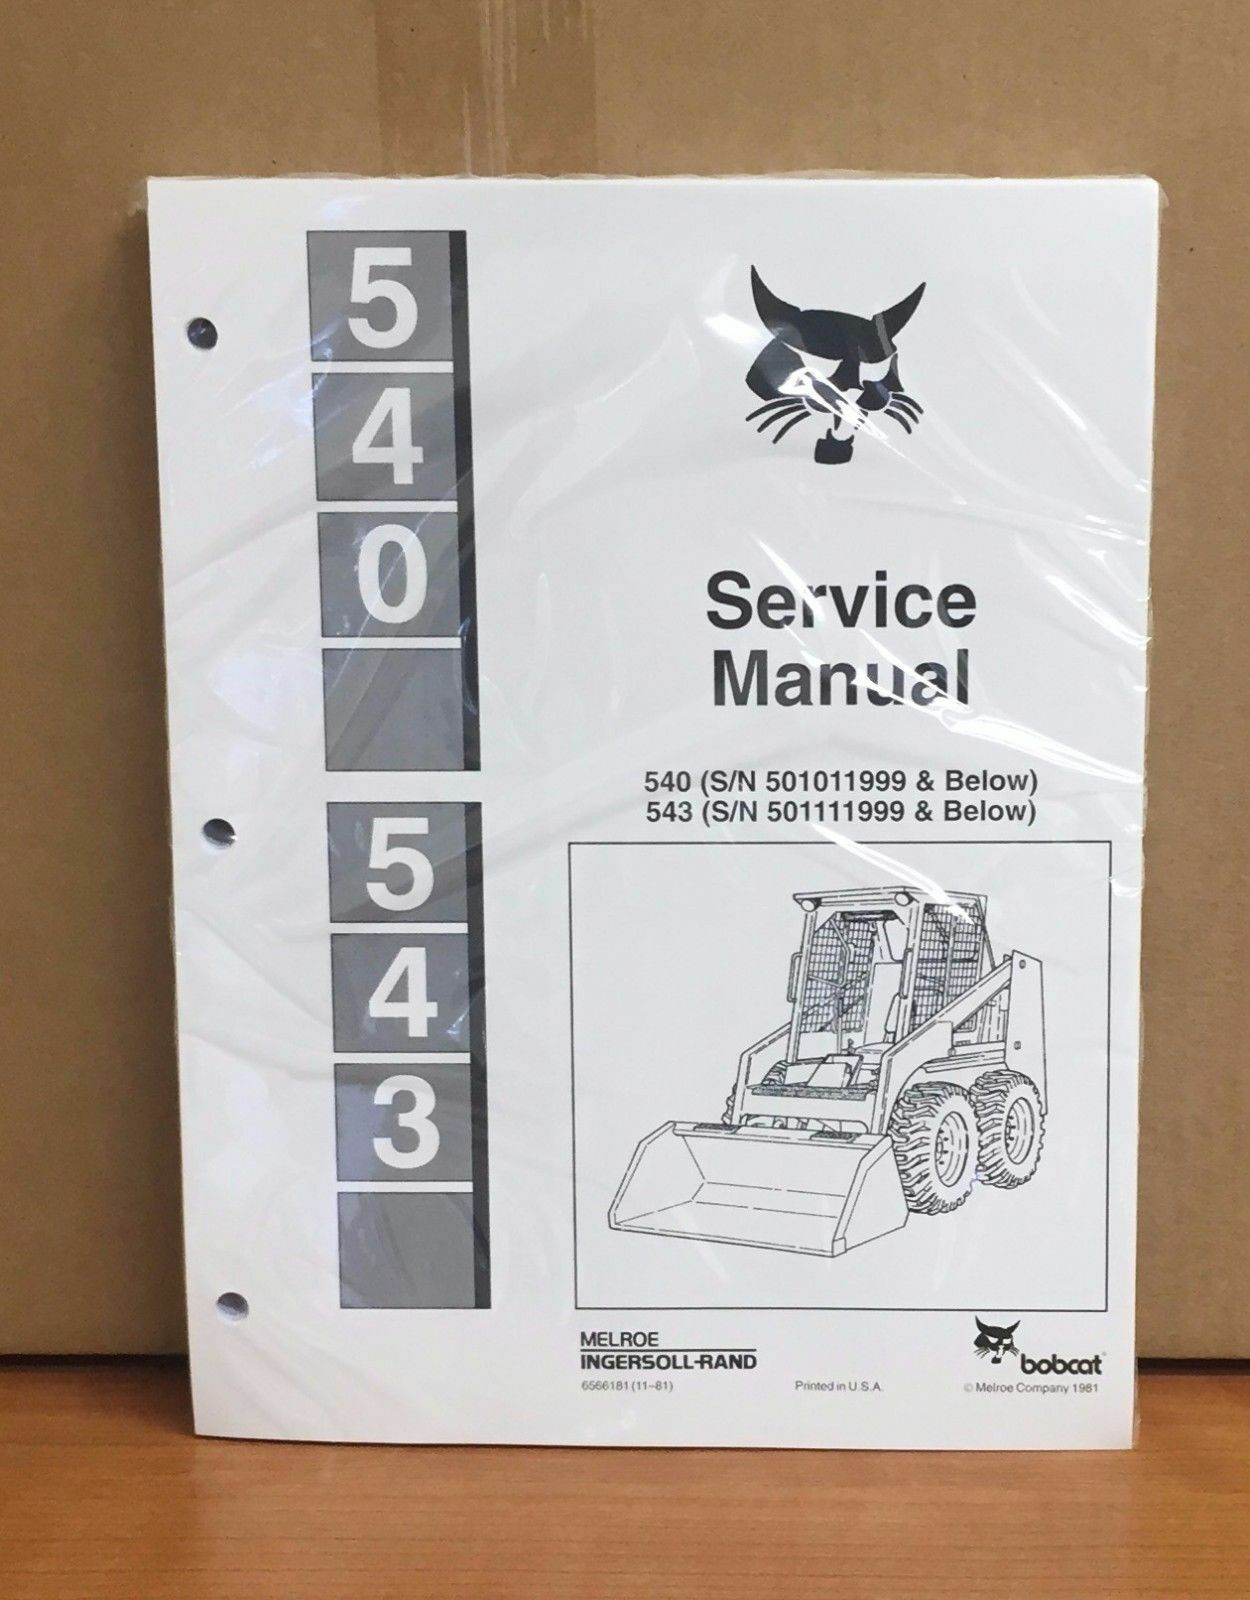 5
4
0
5
4
3
Service
Manual
540 (S/N 501011999 & Below)
543 (S/N 501111999 & Below)
MELROE
INGERSOLL-RAND
6566181 (11-81)
Printed in U.S.A.
bobcat
© Melroe Company 1981